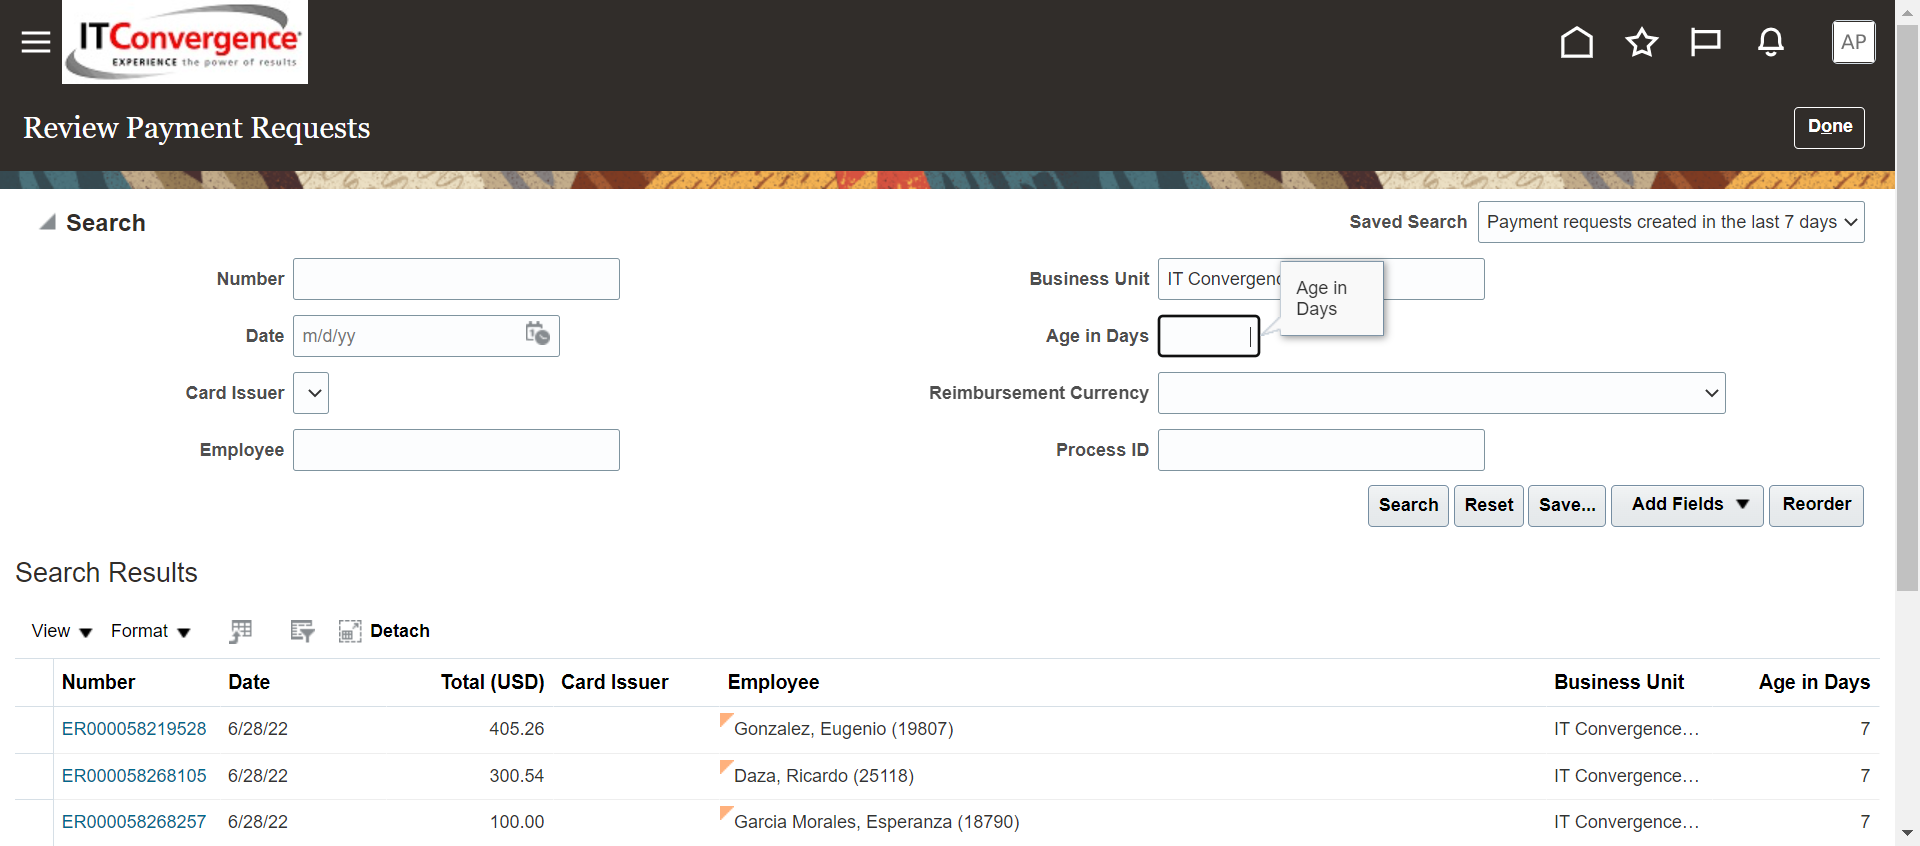 ITConvergence
EXPERIENCE the power of results
AP
Review Payment Requests
Done
Search
Saved Search
Payment requests created in the last 7 days
Number
Business Unit
IT Convergenc
Age in
Days
Date
m/d/yy
Age in Days
Card Issuer
Reimbursement Currency
Employee
Process ID
Search
Reset
Save...
Add Fields
Reorder
Search Results
View
Format
Detach
Number Date Total (USD) Card Issuer Employee Business Unit Age in Days
ER000058219528 6/28/22 405.26 Gonzalez, Eugenio (19807) IT Convergence… 7
ER000058268105 6/28/22 300.54 Daza, Ricardo (25118) IT Convergence… 7
ER000058268257 6/28/22 100.00 Garcia Morales, Esperanza (18790) IT Convergence… 7